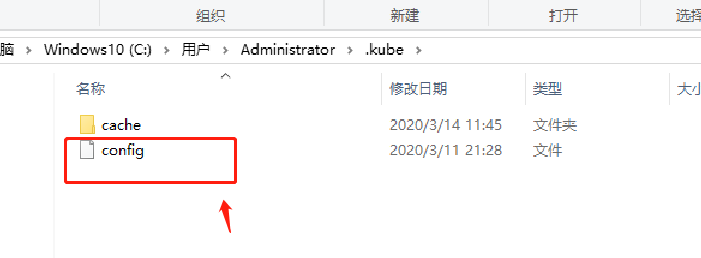 组织 新建 打开 选择
脑 Windows10 (C:) 用户 Administrator .kube
名称 修改日期 类型 大小
cache 2020/3/14 11:45 文件夹
config 2020/3/11 21:28 文件